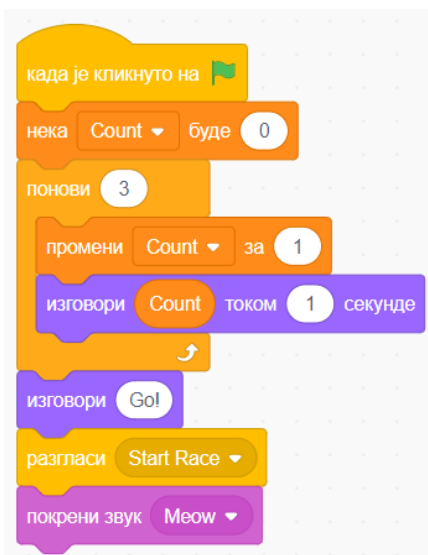 када је кликнуто на
нека Count буде 0
понови 3
промени Count за 1
изговори Count током 1 секунде
изговори Go!
разгласи Start Race
покрени звук Meow